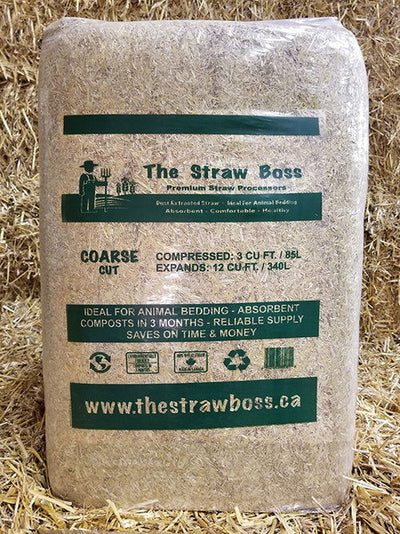 The Straw Boss
Premium Straw Processors
Dust Extracted Straw - Ideal For Animal Bedding
Absorbent - Comfortable - Healthy
COARSE
CUT
COMPRESSED: 3 CU FT. / 85L
EXPANDS: 12 CU FT. / 340L
IDEAL FOR ANIMAL BEDDING - ABSORBENT
COMPOSTS IN 3 MONTHS - RELIABLE SUPPLY
SAVES ON TIME & MONEY
www.thestrawboss.ca